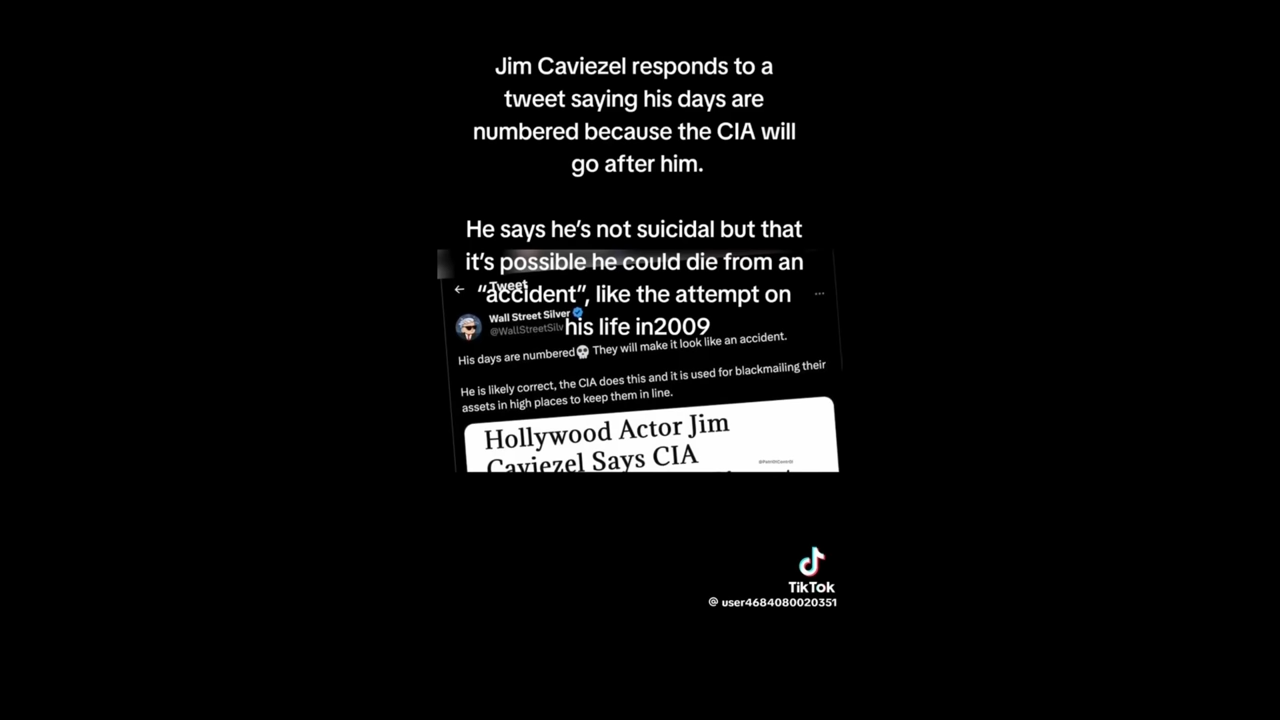 Jim Caviezel responds to a
tweet saying his days are
numbered because the CIA will
go after him.
He says he's not suicidal but that
it's possible he could die from an
“accident”, like the attempt on
his life in2009
Tweet
Wall Street Silver
@WallStreetSilv
His days are numbered💀 They will make it look like an accident.
He is likely correct, the CIA does this and it is used for blackmailing their
assets in high places to keep them in line.
Hollywood Actor Jim
Caviezel Says CIA
TikTok
@ user4684080020351